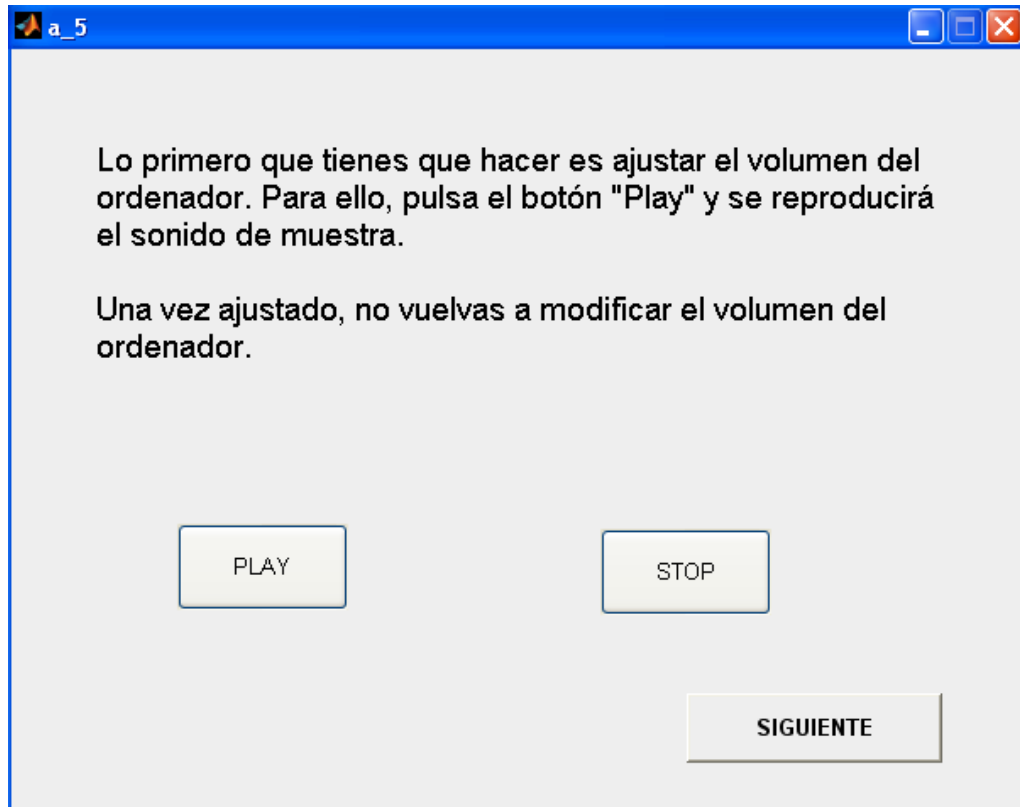 a_5
Lo primero que tienes que hacer es ajustar el volumen del
ordenador. Para ello, pulsa el botón "Play" y se reproducirá
el sonido de muestra.
Una vez ajustado, no vuelvas a modificar el volumen del
ordenador.
PLAY
STOP
SIGUIENTE